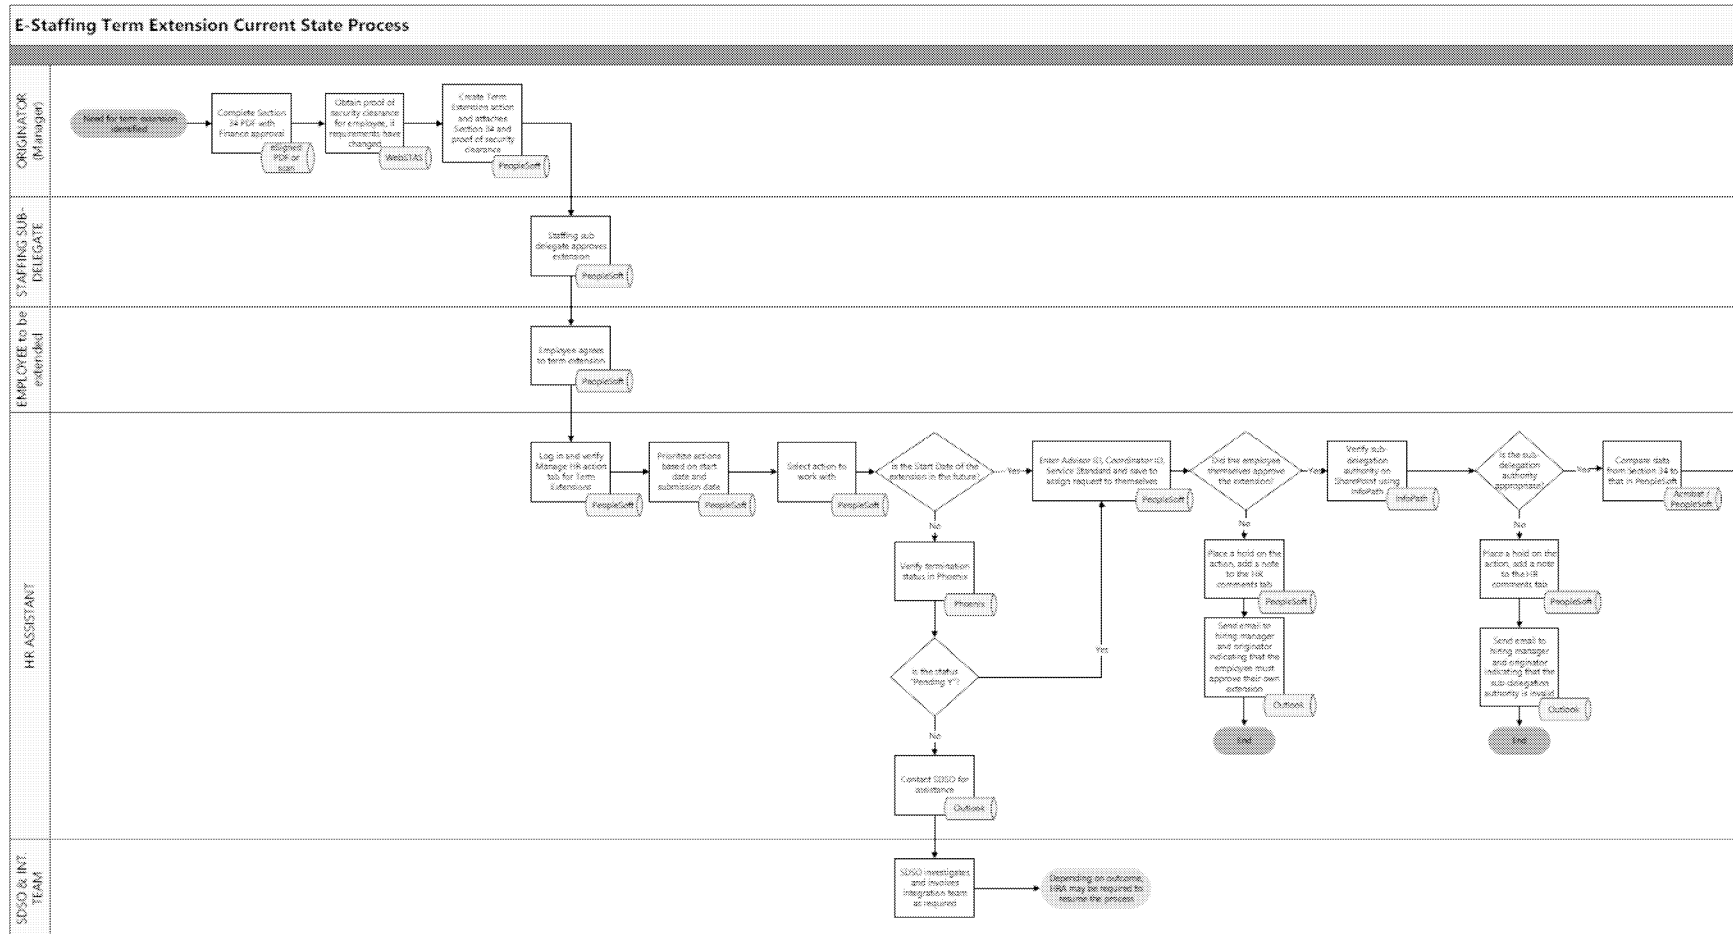 E-Staffing Term Extension Current State Process
ORIGINATOR
(Manager)
Need for term extension
identified
Complete Section
34 PDF with
Finance approval
esigned
PDF or
scan
Obtain proof of
security clearance
for employee, if
requirements have
changed
WebSTAS
Create Term
Extension action
and attaches
Section 34 and
proof of security
clearance
PeopleSoft
STAFFING SUB-
DELEGATE
Staffing sub
delegate approves
extension
PeopleSoft
EMPLOYEE to be
extended
Employee agrees
to term extension
PeopleSoft
HR ASSISTANT
Log in and verify
Manage HR action
tab for Term
Extensions
PeopleSoft
Prioritize actions
based on start
date and
submission date
PeopleSoft
Select action to
work with
PeopleSoft
Is the Start Date of the
extension in the future?
Yes
No
Enter Advisor ID, Coordinator ID,
Service Standard and save to
assign request to themselves
PeopleSoft
Did the employee
themselves approve
the extension?
Yes
No
Verify sub-
delegation
authority on
SharePoint using
InfoPath
InfoPath
Is the sub-
delegation
authority
appropriate?
Yes
No
Compare data
from Section 34 to
that in PeopleSoft
Acrobat /
PeopleSoft
Verify termination
status in Phoenix
Phoenix
Is the status
"Pending Y"?
Yes
No
Place a hold on the
action, add a note
to the HR
comments tab
PeopleSoft
Send email to
hiring manager
and originator
indicating that the
employee must
approve their own
extension
Outlook
End
Place a hold on the
action, add a note
to the HR
comments tab
PeopleSoft
Send email to
hiring manager
and originator
indicating that the
sub-delegation
authority is invalid
Outlook
End
Contact SDSO for
assistance
Outlook
SDSO & INT.
TEAM
SDSO investigates
and involves
integration team
as required
Depending on outcome,
HRA may be required to
resume the process